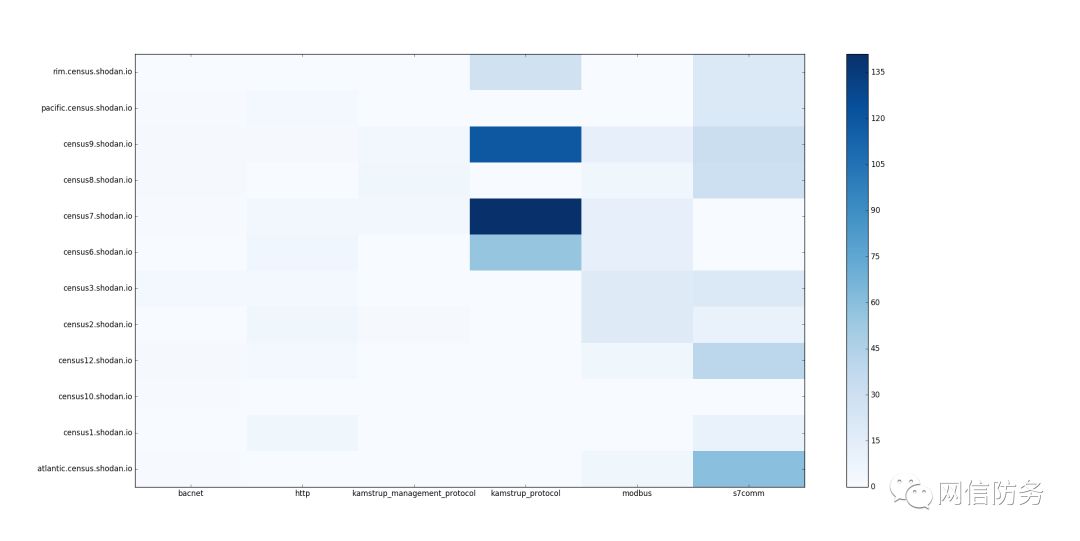 rim.census.shodan.io
pacific.census.shodan.io
census9.shodan.io
census8.shodan.io
census7.shodan.io
census6.shodan.io
census3.shodan.io
census2.shodan.io
census12.shodan.io
census10.shodan.io
census1.shodan.io
atlantic.census.shodan.io
bacnet http kamstrup_management_protocol kamstrup_protocol modbus s7comm
135
120
105
90
75
60
45
30
15
0
网信防务